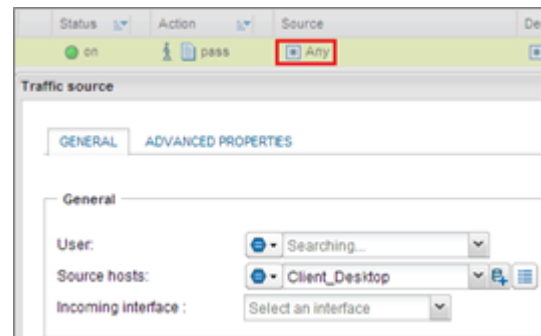 Status Action Source De
on pass Any
Traffic source
GENERAL ADVANCED PROPERTIES
General
User: Searching...
Source hosts: Client_Desktop
Incoming interface : Select an interface